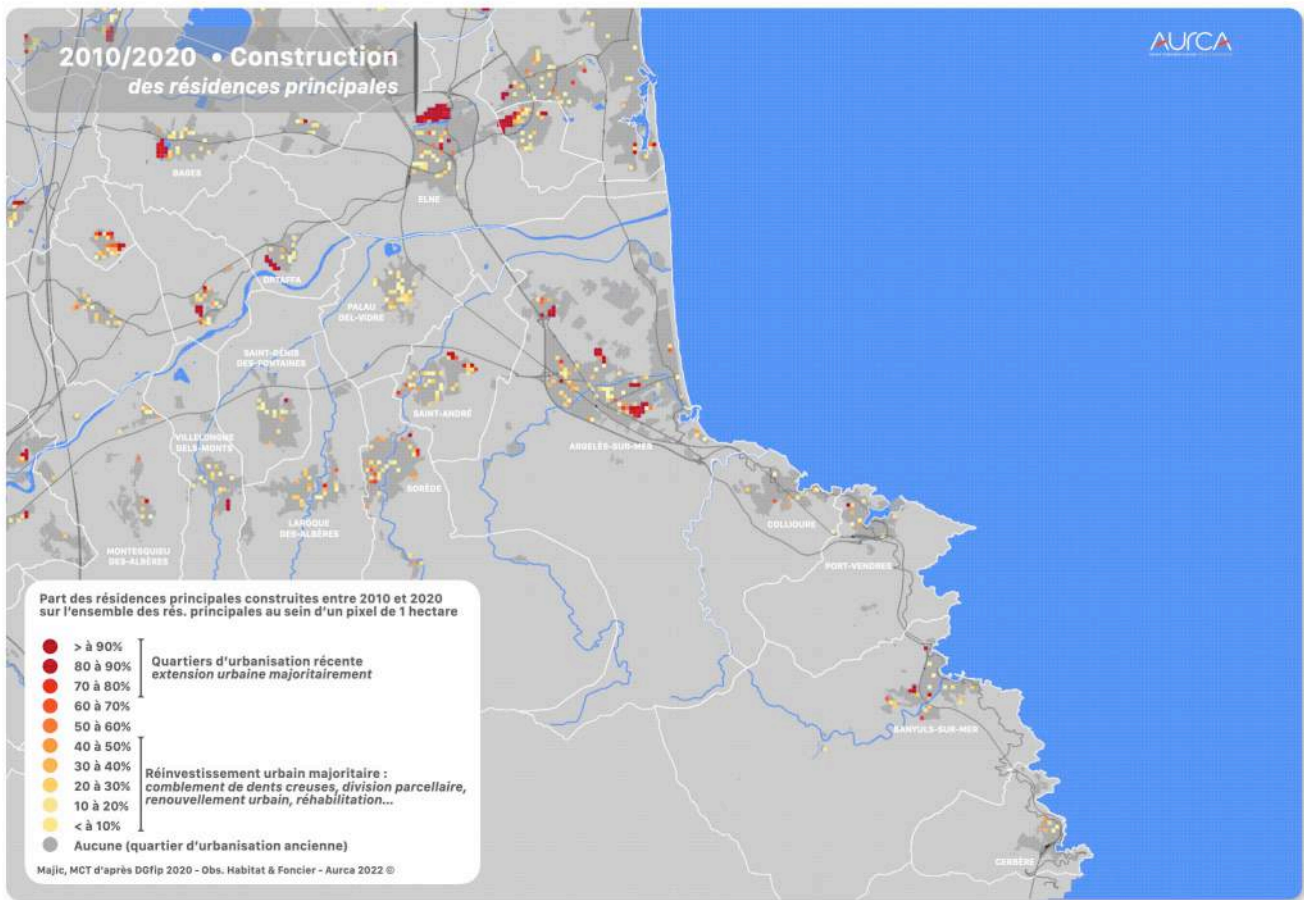 2010/2020 • Construction
des résidences principales
AURCA
BAGES
ELNE
ORTAFFA
PALAU
DEL-VIDRE
SAINT-GÉNIS
DES-FONTAINES
SAINT-ANDRÉ
VILLELONGUE
DELS-MONTS
ARGELÈS-SUR-MER
SORÈDE
LAROQUE
DES-ALBÈRES
COLLIOURE
MONTESQUIEU
DES-ALBÈRES
PORT-VENDRES
BANYULS-SUR-MER
CERBÈRE
Part des résidences principales construites entre 2010 et 2020
sur l'ensemble des rés. principales au sein d'un pixel de 1 hectare
> à 90%
80 à 90%
70 à 80%
Quartiers d'urbanisation récente
extension urbaine majoritairement
60 à 70%
50 à 60%
40 à 50%
30 à 40%
20 à 30%
10 à 20%
< à 10%
Réinvestissement urbain majoritaire :
comblement de dents creuses, division parcellaire,
renouvellement urbain, réhabilitation...
Aucune (quartier d'urbanisation ancienne)
Majic, MCT d'après DGfip 2020 - Obs. Habitat & Foncier - Aurca 2022 ©